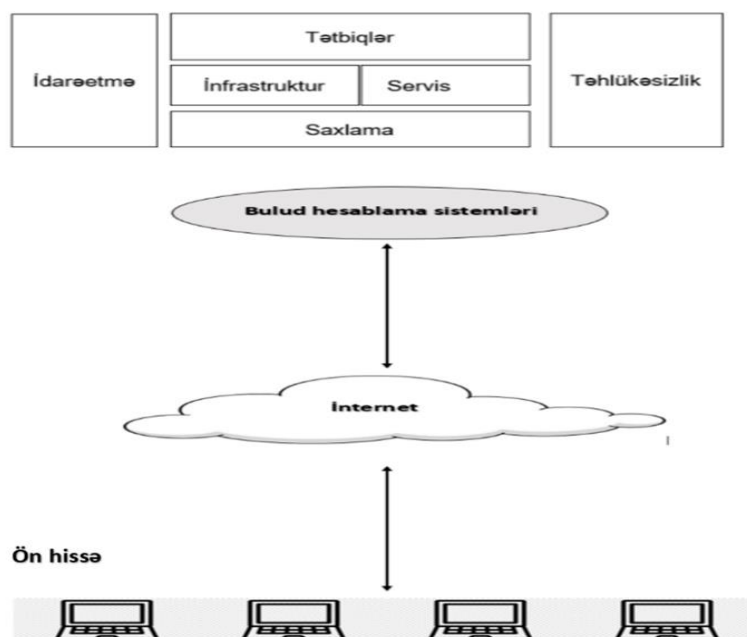 İdarəetmə
Tətbiqlər
İnfrastruktur
Servis
Saxlama
Təhlükəsizlik
Bulud hesablama sistemləri
İnternet
Ön hissə